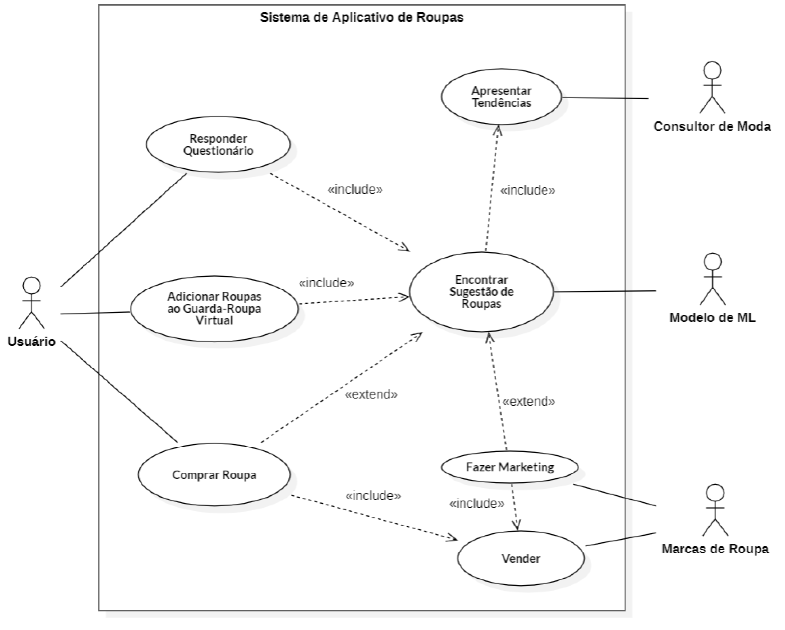 Sistema de Aplicativo de Roupas
Apresentar
Tendências
Consultor de Moda
Responder
Questionário
«include»
«include»
Encontrar
Sugestão de
Roupas
Modelo de ML
«include»
Adicionar Roupas
ao Guarda-Roupa
Virtual
Usuário
«extend»
«extend»
Comprar Roupa
Fazer Marketing
«include»
«include»
Marcas de Roupa
Vender